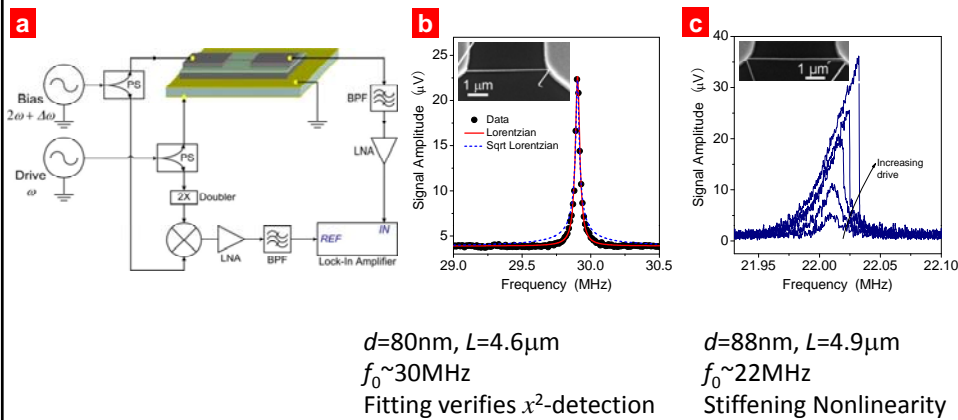 a
PS
Bias
2ω + Δω
Drive
ω
PS
2X
Doubler
LNA
BPF
REF
IN
Lock-In Amplifier
BPF
LNA
b
Signal Amplitude (μV)
25
20
15
10
5
1 μm
Data
Lorentzian
Sqrt Lorentzian
29.0
29.5
30.0
30.5
Frequency (MHz)
c
Signal Amplitude (μV)
40
30
20
10
0
1 μm
Increasing
drive
21.95
22.00
22.05
22.10
Frequency (MHz)
d=80nm, L=4.6μm
f₀~30MHz
Fitting verifies x²-detection
d=88nm, L=4.9μm
f₀~22MHz
Stiffening Nonlinearity